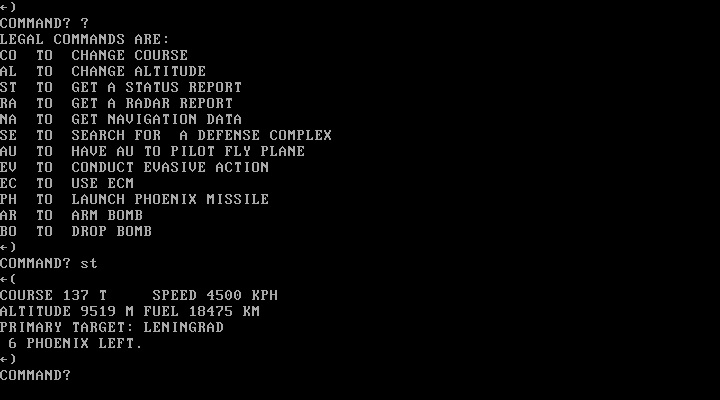 ←)
COMMAND? ?
LEGAL COMMANDS ARE:
CO  TO  CHANGE COURSE
AL  TO  CHANGE ALTITUDE
ST  TO  GET A STATUS REPORT
RA  TO  GET A RADAR REPORT
NA  TO  GET NAVIGATION DATA
SE  TO  SEARCH FOR  A DEFENSE COMPLEX
AU  TO  HAVE AU TO PILOT FLY PLANE
EV  TO  CONDUCT EVASIVE ACTION
EC  TO  USE ECM
PH  TO  LAUNCH PHOENIX MISSILE
AR  TO  ARM BOMB
BO  TO  DROP BOMB
←)
COMMAND? st
←(
COURSE 137 T     SPEED 4500 KPH
ALTITUDE 9519 M FUEL 18475 KM
PRIMARY TARGET: LENINGRAD
 6 PHOENIX LEFT.
←)
COMMAND?